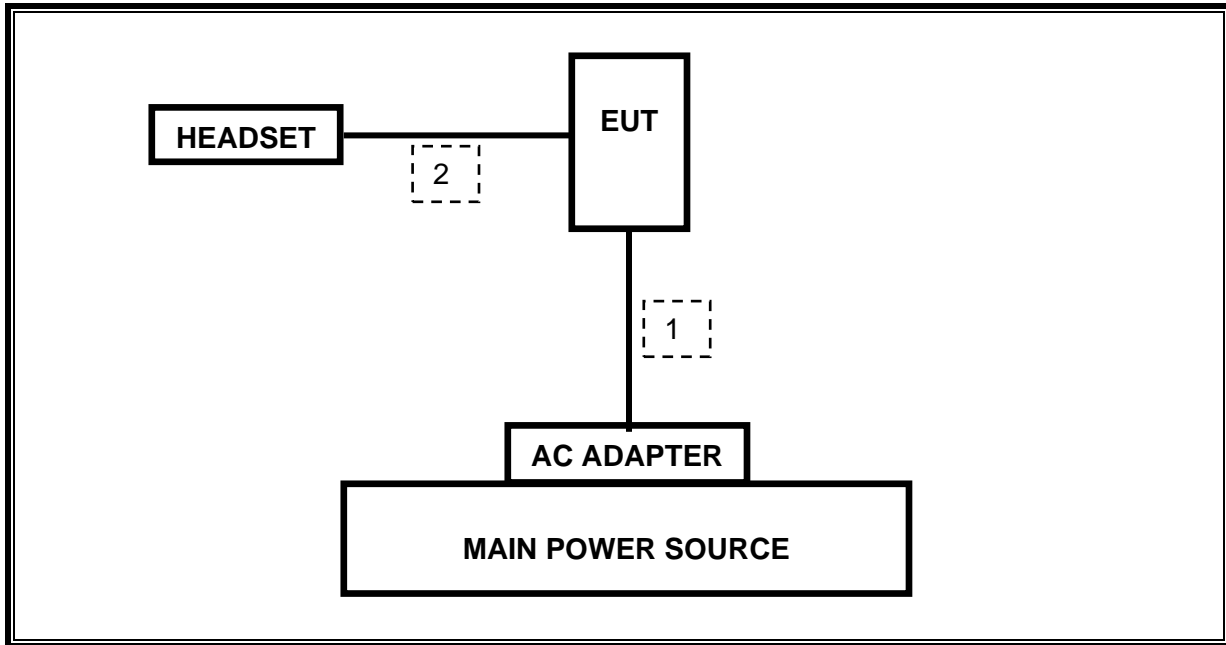 EUT
HEADSET
2
1
AC ADAPTER
MAIN POWER SOURCE